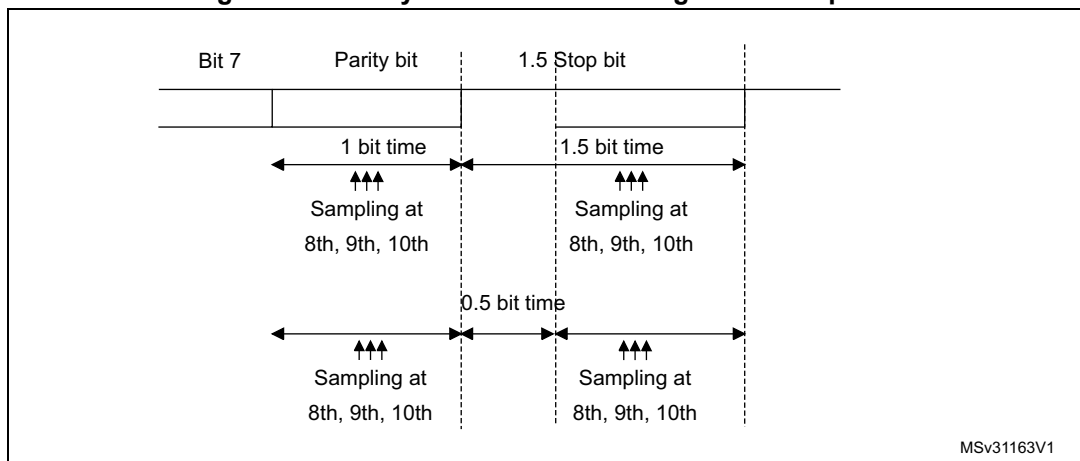 Bit 7 Parity bit 1.5 Stop bit
1 bit time 1.5 bit time
Sampling at Sampling at
8th, 9th, 10th 8th, 9th, 10th
0.5 bit time
Sampling at Sampling at
8th, 9th, 10th 8th, 9th, 10th
MSv31163V1